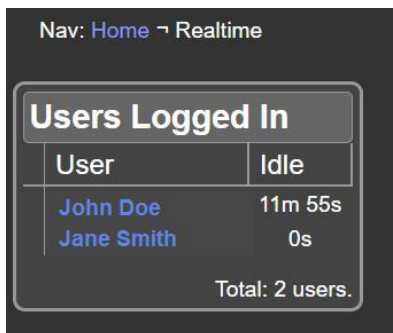 Nav: Home ¬ Realtime
Users Logged In
User Idle
John Doe 11m 55s
Jane Smith 0s
Total: 2 users.